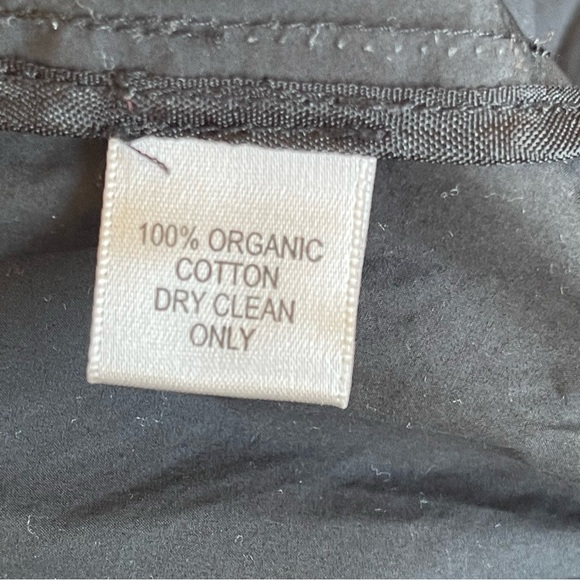 100% ORGANIC
COTTON
DRY CLEAN
ONLY